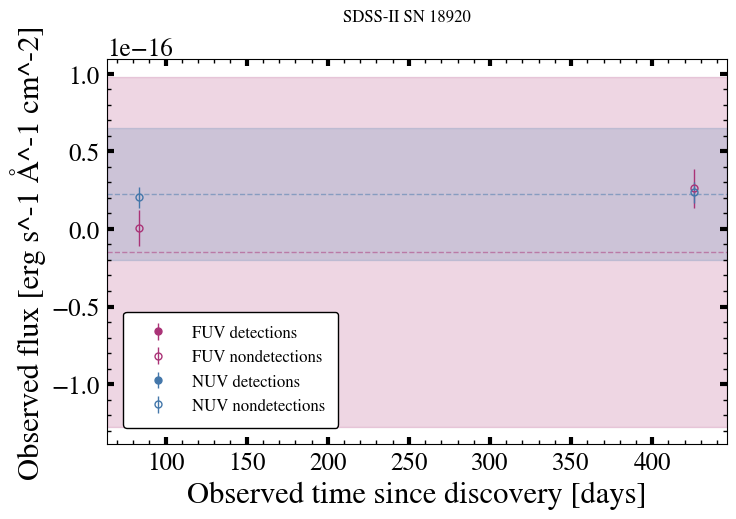 SDSS-II SN 18920
1e−16
Observed flux [erg s^-1 Å^-1 cm^-2]
1.0
0.5
0.0
−0.5
−1.0
FUV detections
FUV nondetections
NUV detections
NUV nondetections
100 150 200 250 300 350 400
Observed time since discovery [days]